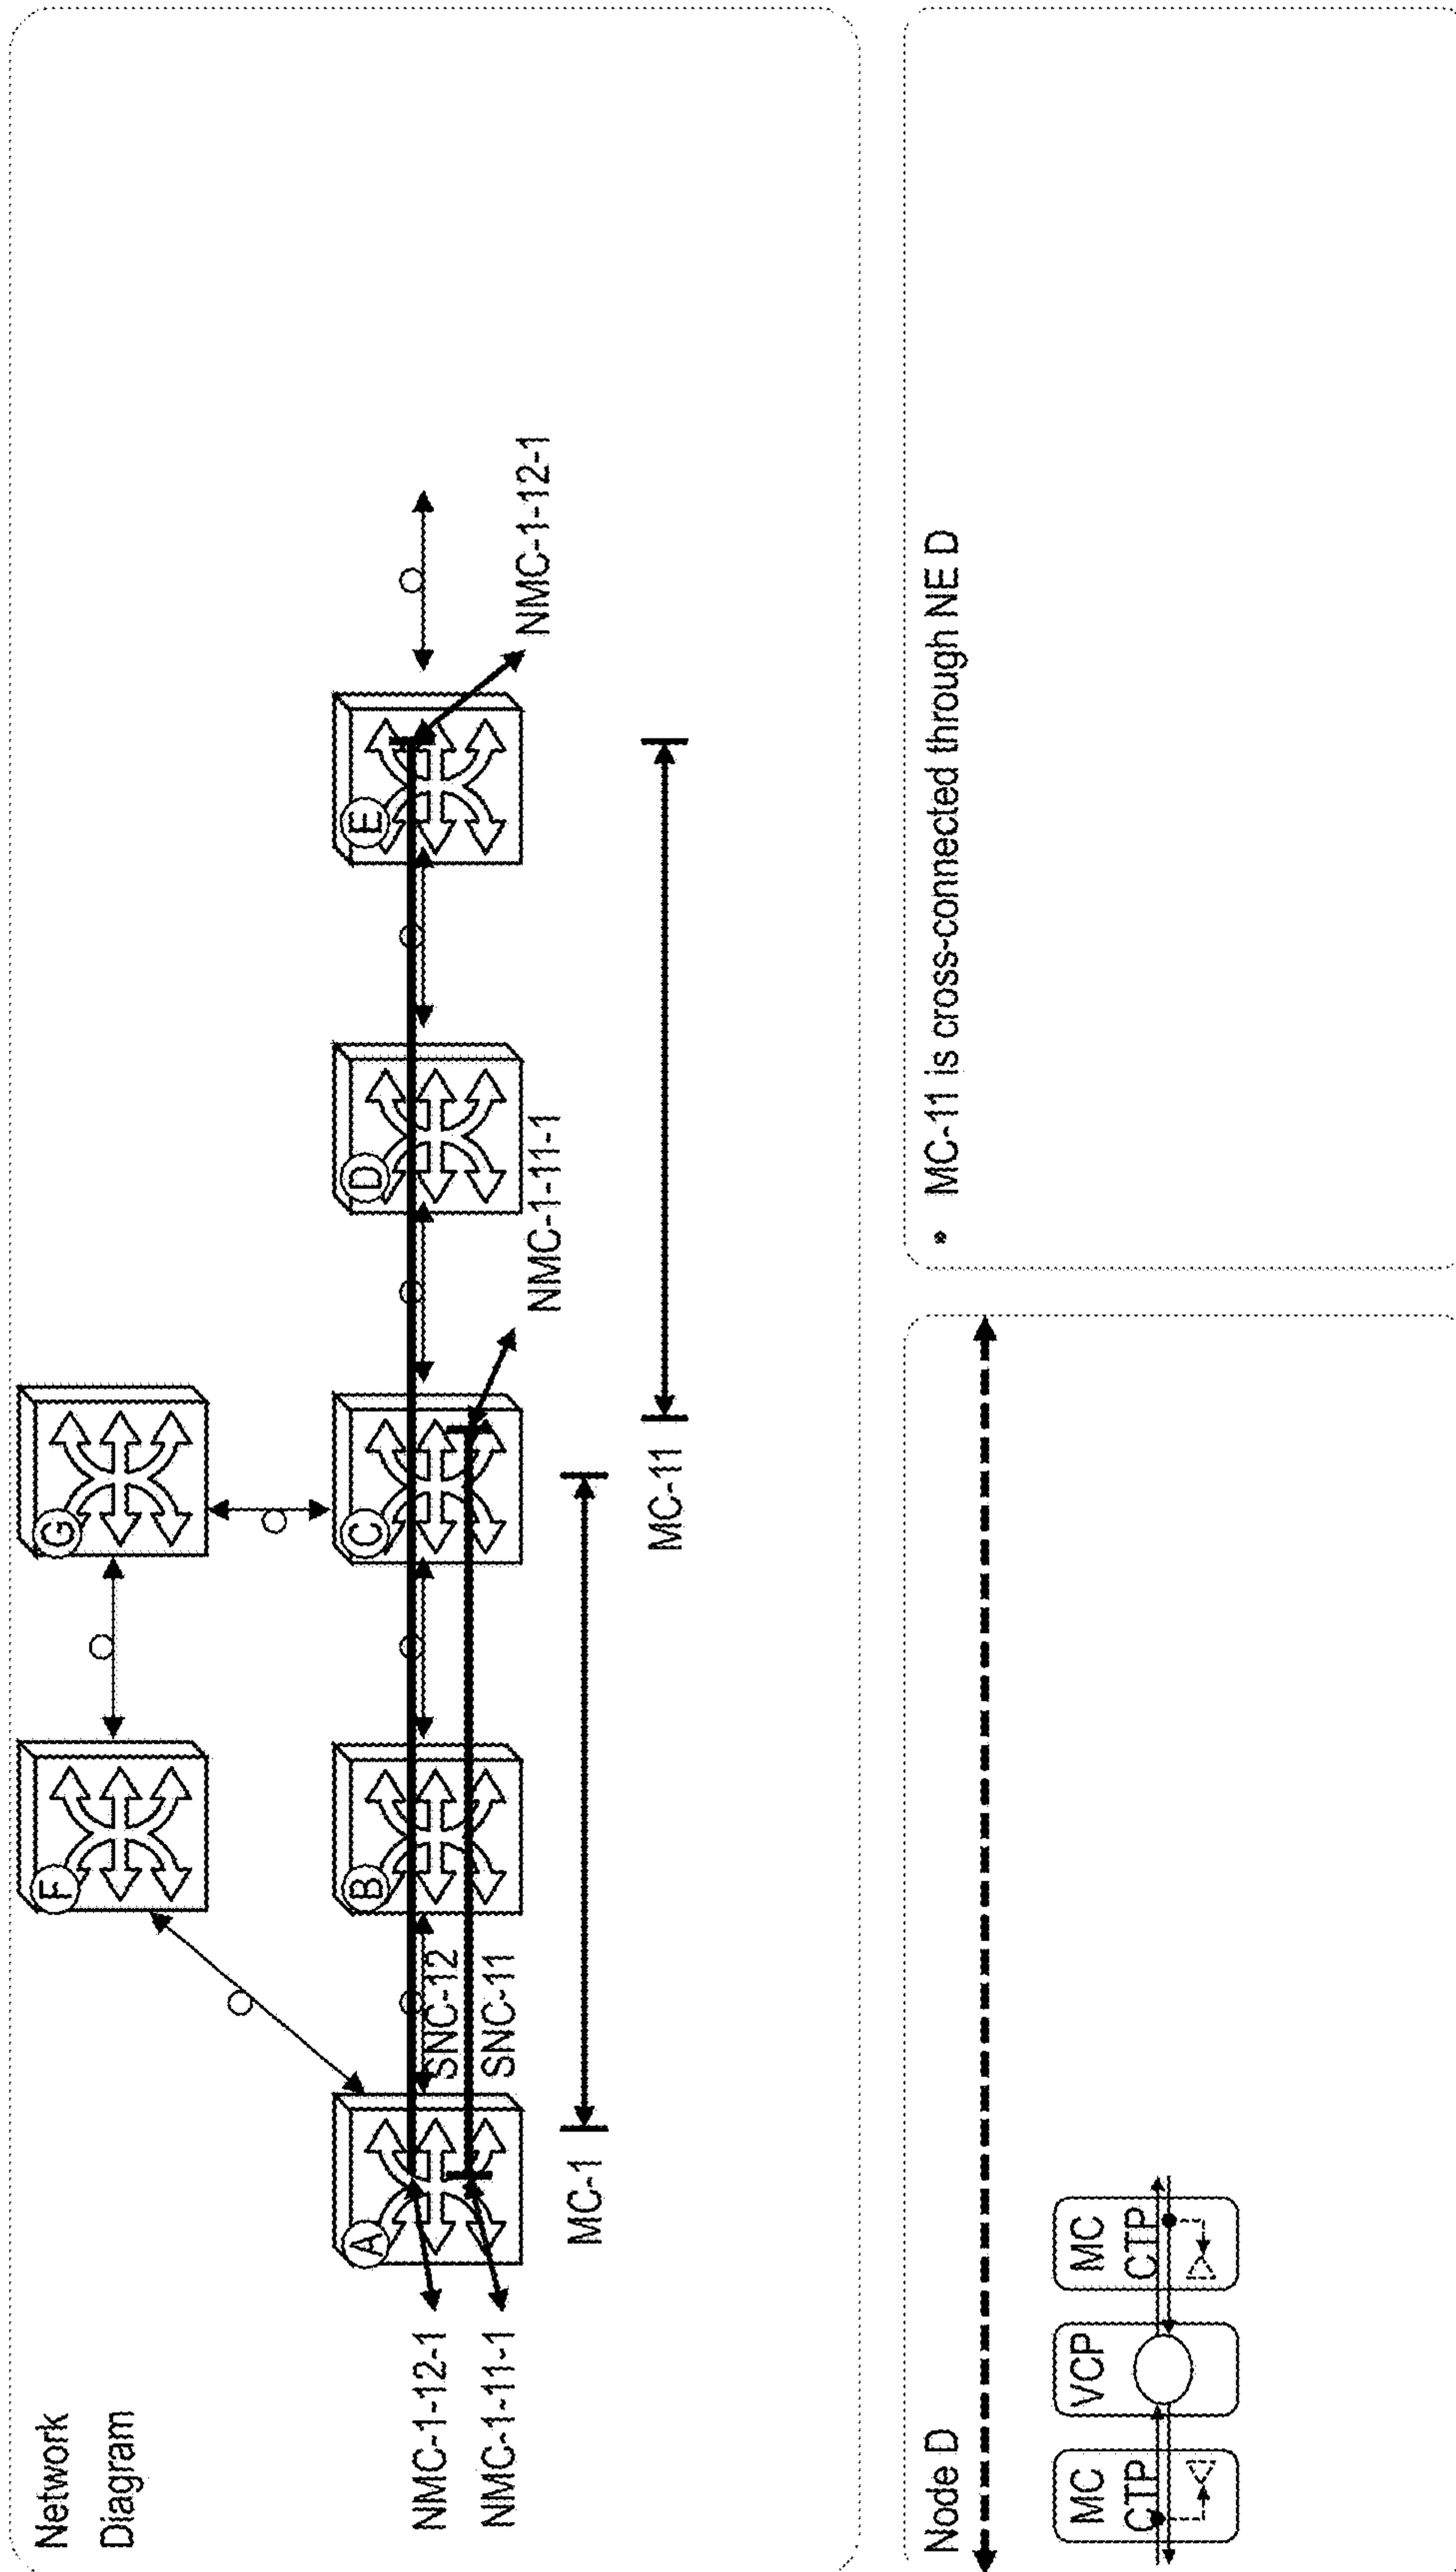 Network
Diagram
F
G
A
B
C
D
E
SNC-12
SNC-11
NMC-1-12-1
NMC-1-11-1
NMC-1-11-1
NMC-1-12-1
MC-1
MC-11
Node D
MC
CTP
VCP
MC
CTP
• MC-11 is cross-connected through NE D